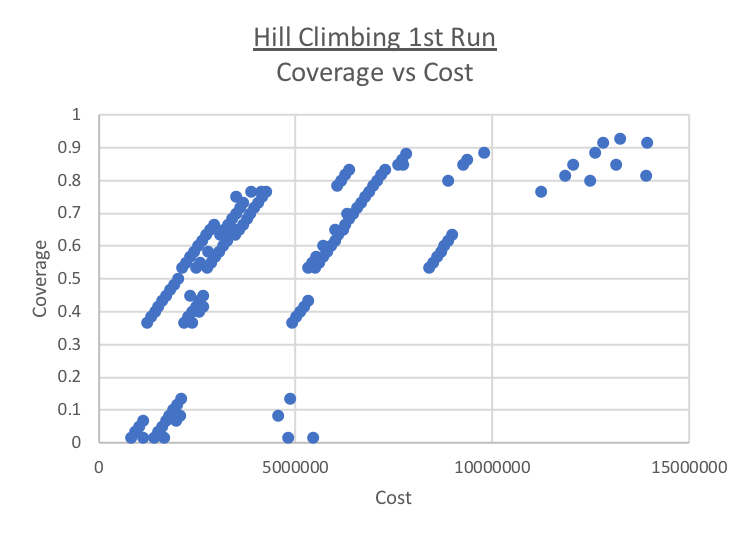 Hill Climbing 1st Run
Coverage vs Cost
1
0.9
0.8
0.7
0.6
0.5
0.4
0.3
0.2
0.1
0
Coverage
0 5000000 10000000 15000000
Cost